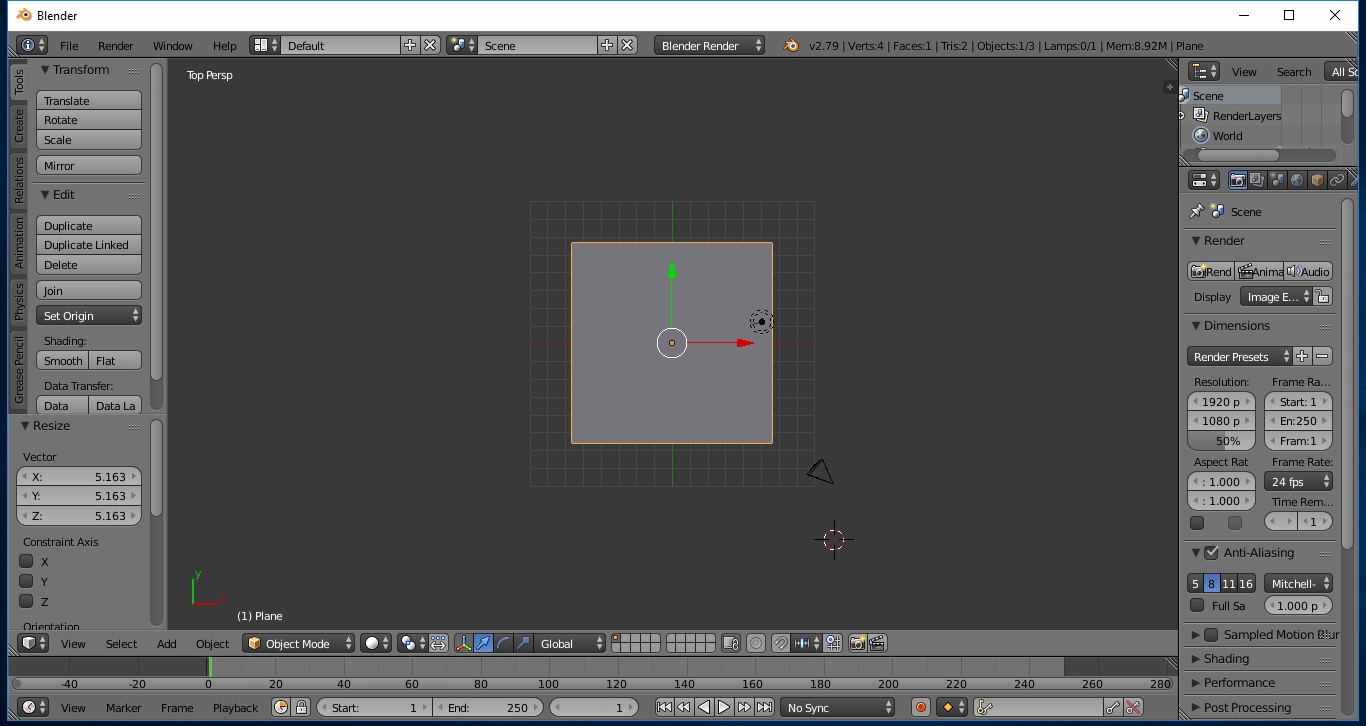 Blender
File Render Window Help Default Scene Blender Render v2.79 | Verts:4 | Faces:1 | Tris:2 | Objects:1/3 | Lamps:0/1 | Mem:8.92M | Plane
Tools
Create
Relations
Animation
Physics
Grease Pencil
Transform
Translate
Rotate
Scale
Mirror
Edit
Duplicate
Duplicate Linked
Delete
Join
Set Origin
Shading:
Smooth Flat
Data Transfer:
Data Data La
Resize
Vector
X: 5.163
Y: 5.163
Z: 5.163
Constraint Axis
X
Y
Z
Orientation
Top Persp
y
x
(1) Plane
View Select Add Object Object Mode Global
View Search All Sc
Scene
RenderLayers
World
Scene
Render
Rend Anima Audio
Display Image E...
Dimensions
Render Presets
Resolution: Frame Ra...
1920 p Start: 1
1080 p En:250
50% Fram:1
Aspect Rat Frame Rate:
: 1.000 24 fps
: 1.000 Time Rem...
1
Anti-Aliasing
5 8 11 16 Mitchell-
Full Sa 1.000 p
Sampled Motion Blur
Shading
Performance
Post Processing
-40 -20 0 20 40 60 80 100 120 140 160 180 200 220 240 260 280
View Marker Frame Playback Start: 1 End: 250 1 No Sync